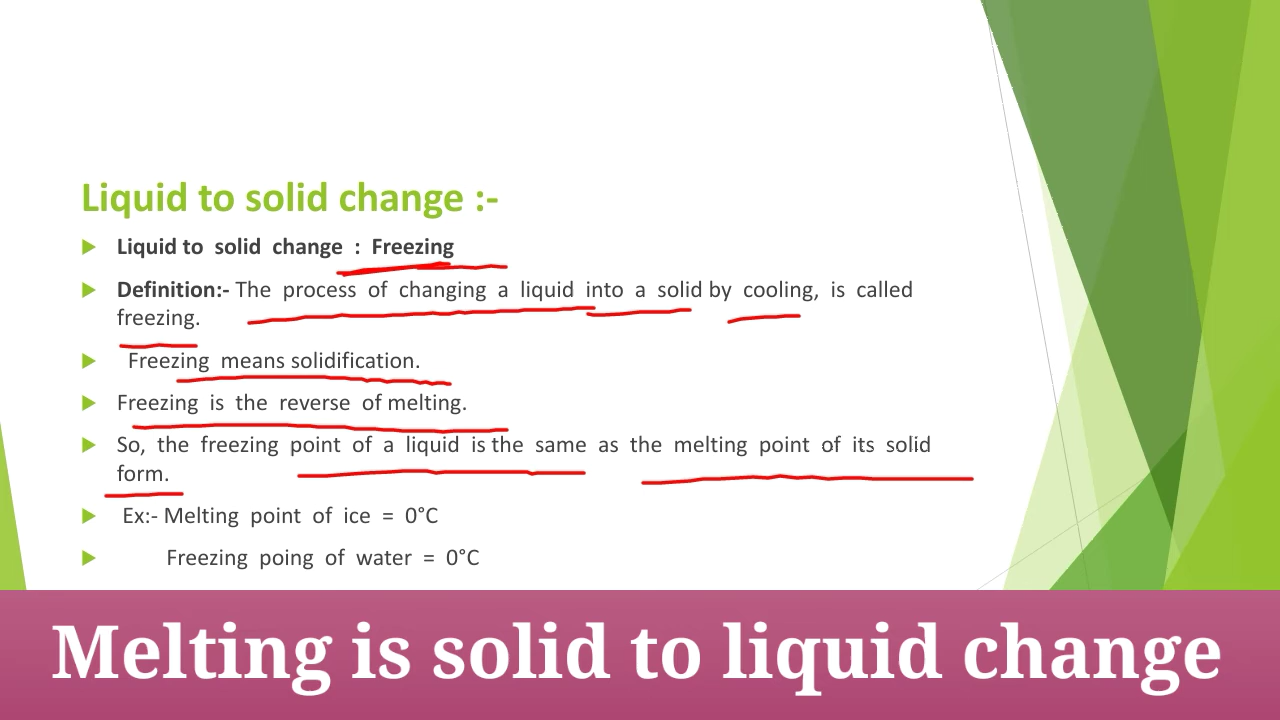 Liquid to solid change :-
Liquid to solid change : Freezing
Definition:- The process of changing a liquid into a solid by cooling, is called
freezing.
Freezing means solidification.
Freezing is the reverse of melting.
So, the freezing point of a liquid is the same as the melting point of its solid
form.
Ex:- Melting point of ice = 0°C
Freezing poing of water = 0°C
Melting is solid to liquid change